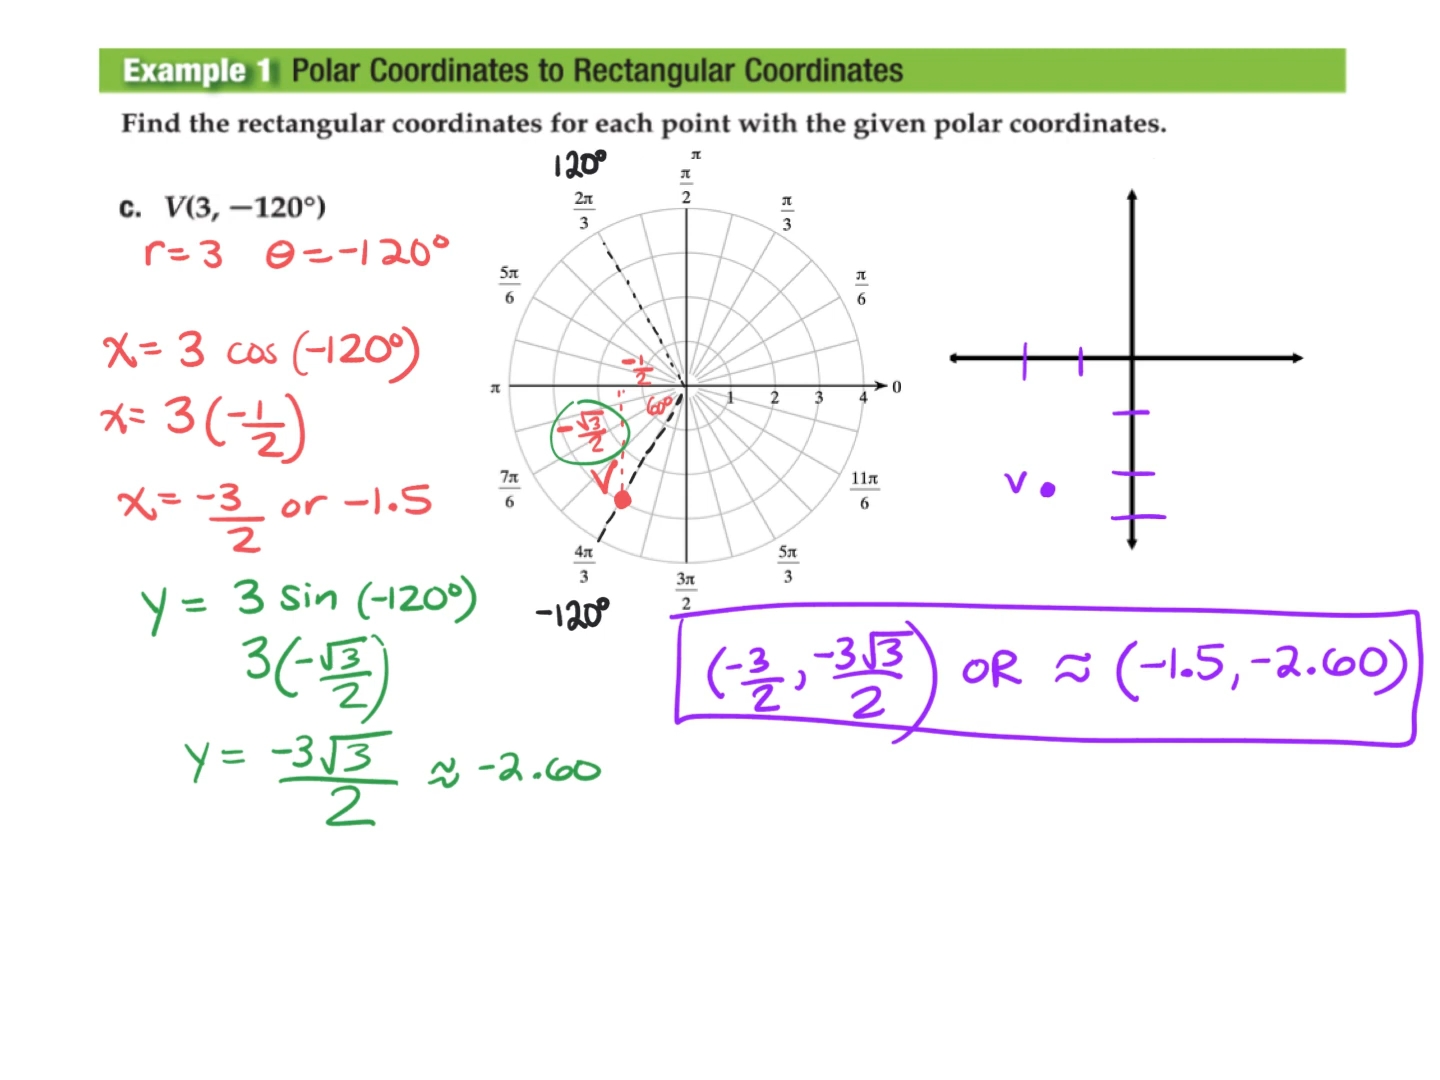 Example 1 Polar Coordinates to Rectangular Coordinates
Find the rectangular coordinates for each point with the given polar coordinates.
c. V(3, −120°)
r = 3 θ = -120°
x = 3 cos (-120°)
x = 3(-1/2)
x = -3/2 or -1.5
y = 3 sin (-120°)
3(-√3/2)
y = -3√3/2 ≈ -2.60
120°
π
π/2
2π/3
π/3
5π/6
π/6
π
0
1 2 3 4
-1/2
60°
-√3/2
V
7π/6
11π/6
4π/3
5π/3
3π/2
-120°
V
(-3/2, -3√3/2) OR ≈ (-1.5, -2.60)